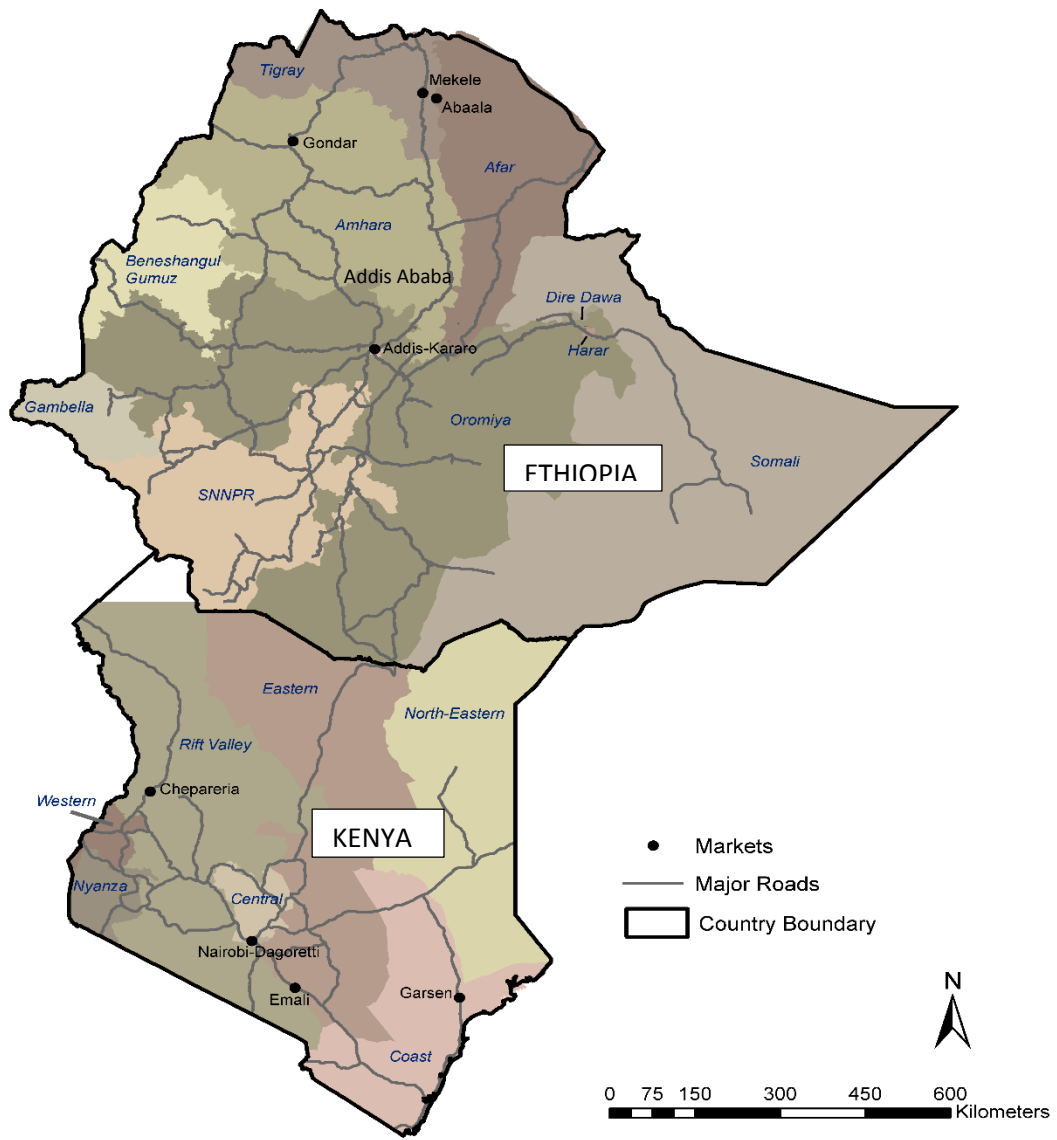 Tigray
Mekele
Abaala
Gondar
Afar
Amhara
Beneshangul
Gumuz
Addis Ababa
Dire Dawa
Addis-Kararo
Harar
Gambella
Oromiya
ETHIOPIA
Somali
SNNPR
Eastern
North-Eastern
Rift Valley
Chepareria
Western
KENYA
Markets
Nyanza
Major Roads
Central
Country Boundary
Nairobi-Dagoretti
Emali
Garsen
N
Coast
0 75 150 300 450 600
Kilometers